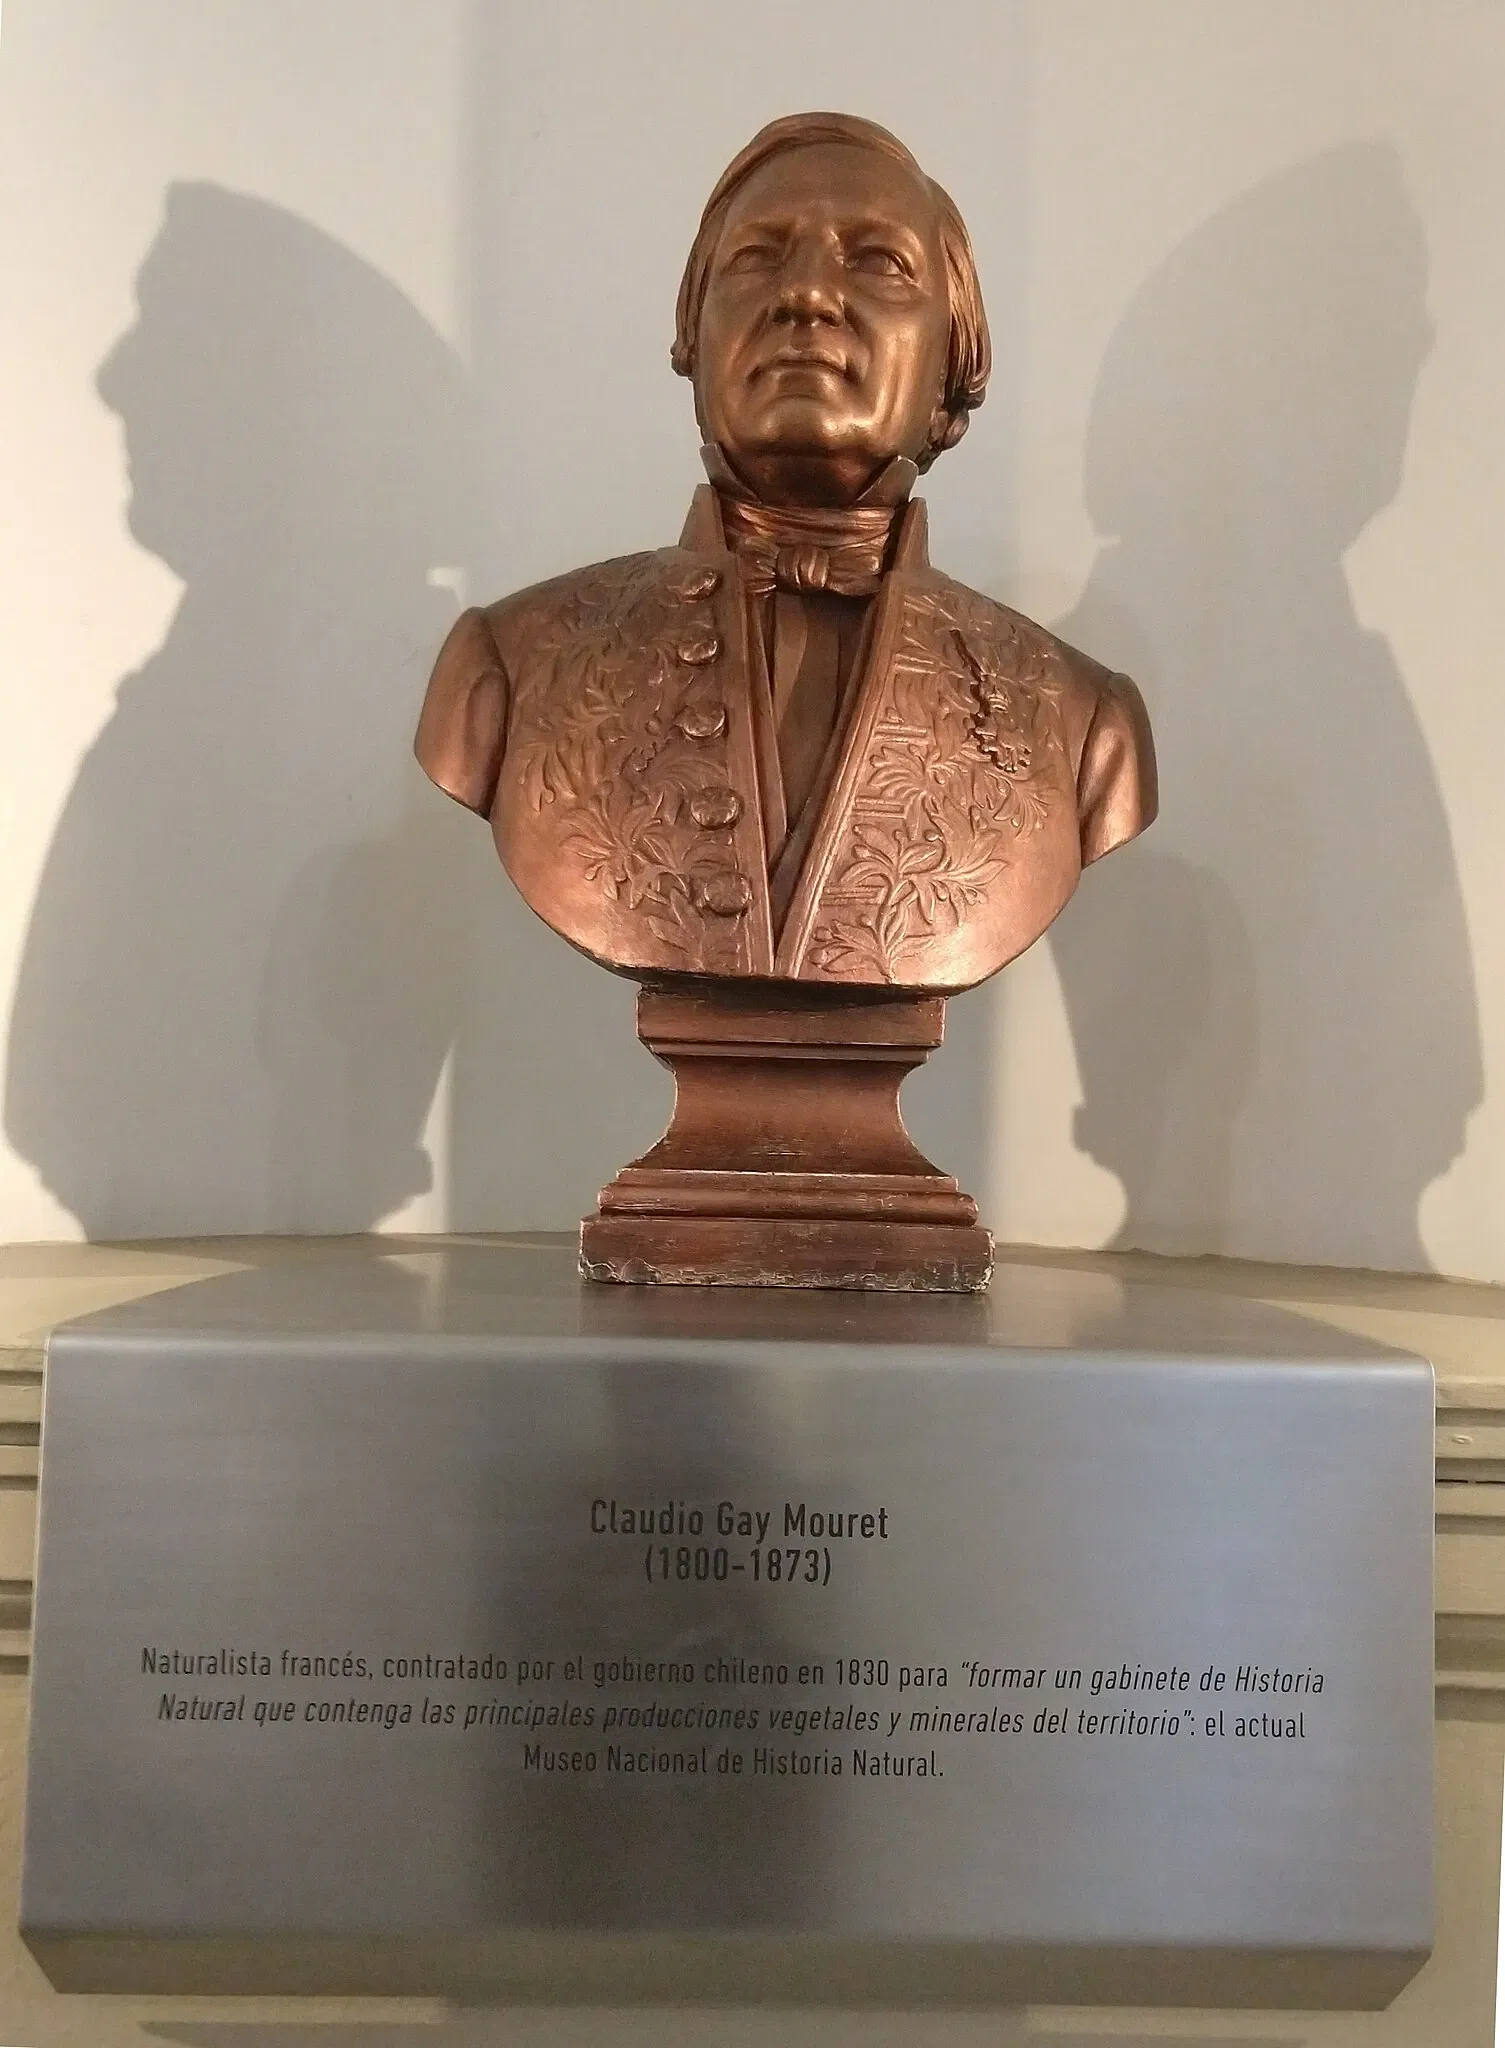 Claudio Gay Mouret
(1800-1873)
Naturalista francés, contratado por el gobierno chileno en 1830 para “formar un gabinete de Historia
Natural que contenga las principales producciones vegetales y minerales del territorio”: el actual
Museo Nacional de Historia Natural.